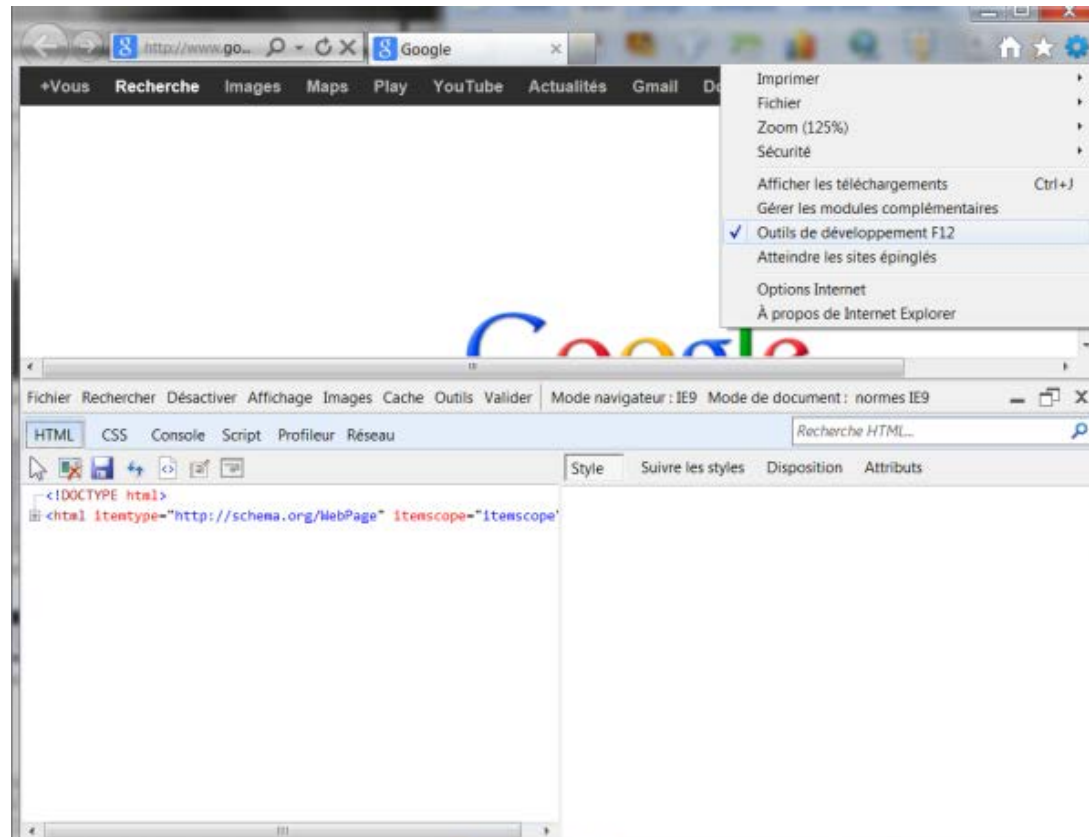 http://www.go... Google
+Vous Recherche Images Maps Play YouTube Actualités Gmail Do
Imprimer
Fichier
Zoom (125%)
Sécurité
Afficher les téléchargements Ctrl+J
Gérer les modules complémentaires
Outils de développement F12
Atteindre les sites épinglés
Options Internet
À propos de Internet Explorer
Google
Fichier Rechercher Désactiver Affichage Images Cache Outils Valider Mode navigateur : IE9 Mode de document : normes IE9
HTML CSS Console Script Profileur Réseau Recherche HTML...
Style Suivre les styles Disposition Attributs
<!DOCTYPE html>
<html itemtype="http://schema.org/WebPage" itemscope="itemscope"